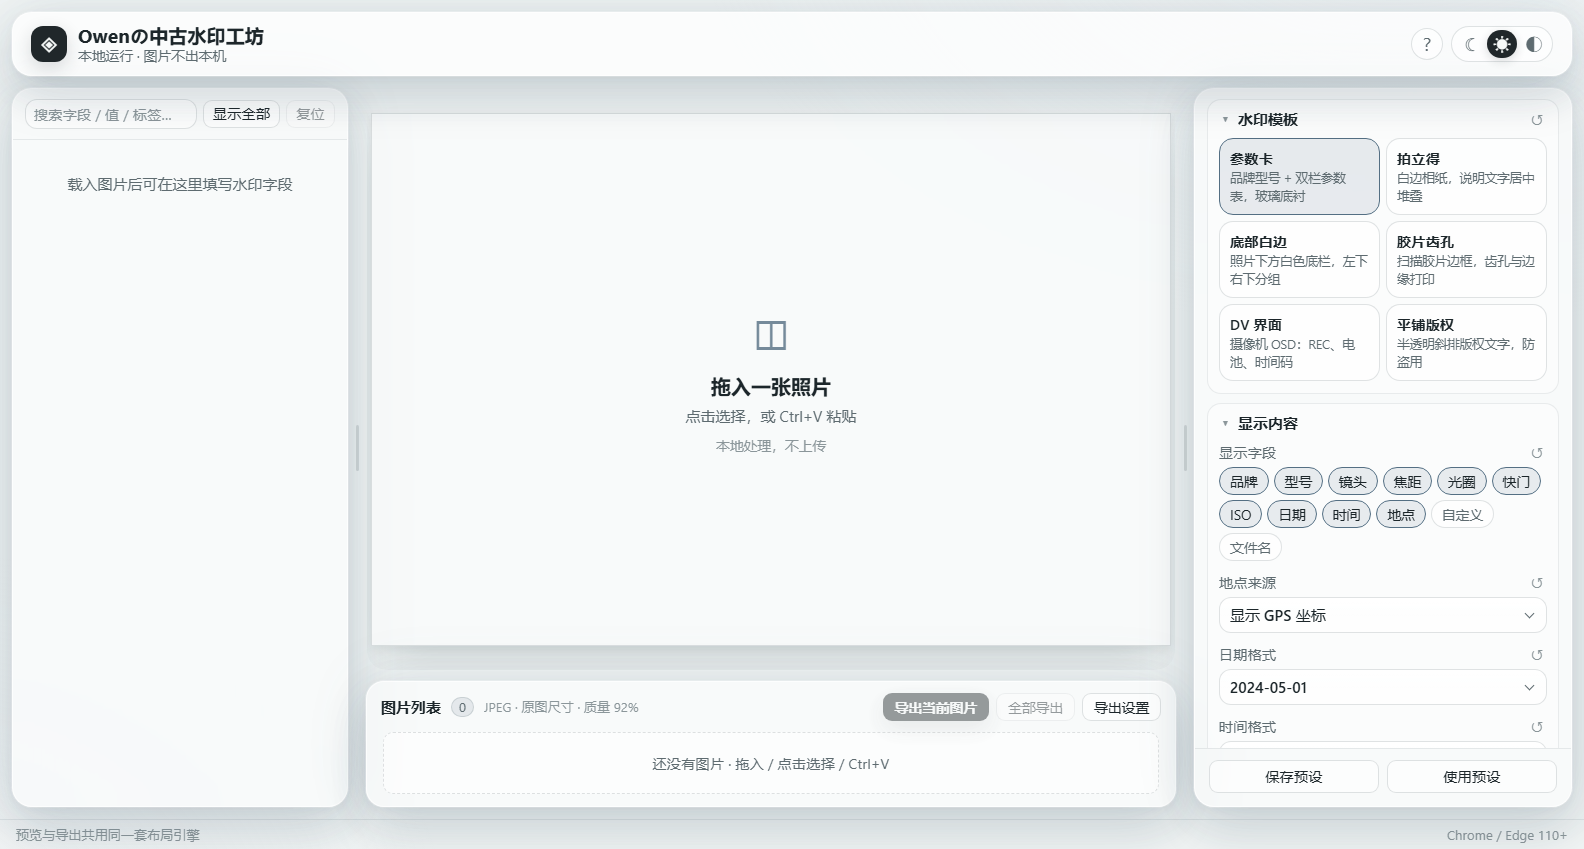 Owenの中古水印工坊
本地运行 · 图片不出本机
?
搜索字段 / 值 / 标签...
显示全部
复位
载入图片后可在这里填写水印字段
拖入一张照片
点击选择，或 Ctrl+V 粘贴
本地处理，不上传
图片列表
0
JPEG · 原图尺寸 · 质量 92%
导出当前图片
全部导出
导出设置
还没有图片 · 拖入 / 点击选择 / Ctrl+V
水印模板
参数卡
品牌型号 + 双栏参数
表，玻璃底衬
拍立得
白边相纸，说明文字居中
堆叠
底部白边
照片下方白色底栏，左下
右下分组
胶片齿孔
扫描胶片边框，齿孔与边
缘打印
DV 界面
摄像机 OSD：REC、电
池、时间码
平铺版权
半透明斜排版权文字，防
盗用
显示内容
显示字段
品牌
型号
镜头
焦距
光圈
快门
ISO
日期
时间
地点
自定义
文件名
地点来源
显示 GPS 坐标
日期格式
2024-05-01
时间格式
保存预设
使用预设
预览与导出共用同一套布局引擎
Chrome / Edge 110+